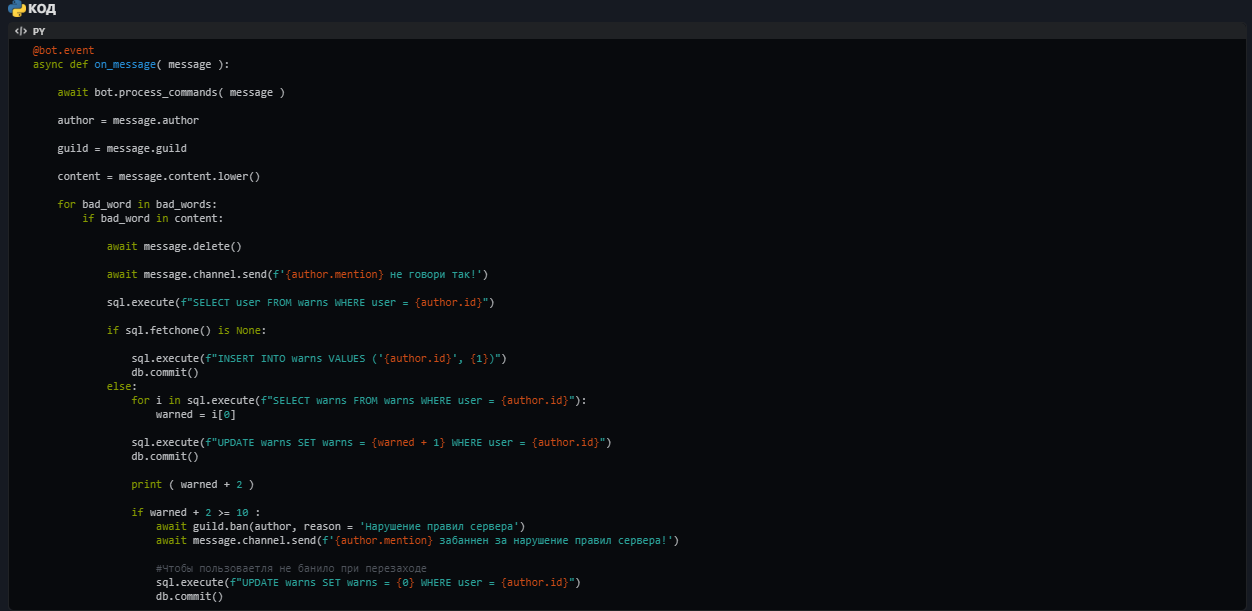 КОД
</> PY
@bot.event
async def on_message( message ):
await bot.process_commands( message )
author = message.author
guild = message.guild
content = message.content.lower()
for bad_word in bad_words:
if bad_word in content:
await message.delete()
await message.channel.send(f'{author.mention} не говори так!')
sql.execute(f"SELECT user FROM warns WHERE user = {author.id}")
if sql.fetchone() is None:
sql.execute(f"INSERT INTO warns VALUES ('{author.id}', {1})")
db.commit()
else:
for i in sql.execute(f"SELECT warns FROM warns WHERE user = {author.id}"):
warned = i[0]
sql.execute(f"UPDATE warns SET warns = {warned + 1} WHERE user = {author.id}")
db.commit()
print ( warned + 2 )
if warned + 2 >= 10 :
await guild.ban(author, reason = 'Нарушение правил сервера')
await message.channel.send(f'{author.mention} забаннен за нарушение правил сервера!')
#Чтобы пользоваетля не банило при перезаходе
sql.execute(f"UPDATE warns SET warns = {0} WHERE user = {author.id}")
db.commit()